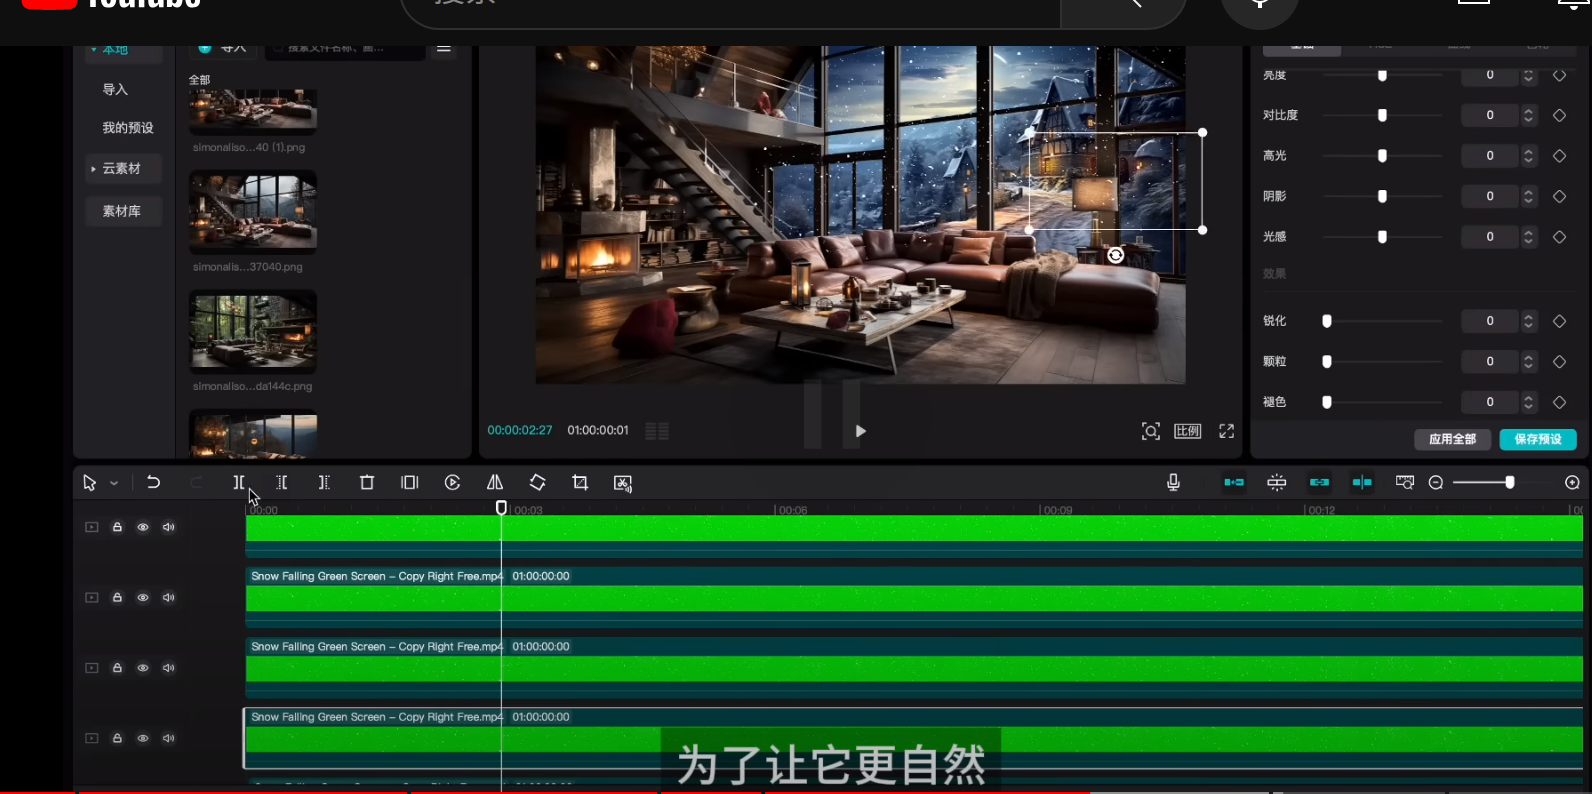 YouTube
搜索
本地
导入
我的预设
云素材
素材库
导入
搜索文件名称、画...
全部
simonaliso...40 (1).png
simonalis...37040.png
simonaliso...da144c.png
00:00:02:27 01:00:00:01
比例
基础
亮度 0
对比度 0
高光 0
阴影 0
光感 0
效果
锐化 0
颗粒 0
褪色 0
应用全部 保存预设
00:00 00:03 00:06 00:09 00:12
Snow Falling Green Screen – Copy Right Free.mp4 01:00:00:00
Snow Falling Green Screen – Copy Right Free.mp4 01:00:00:00
Snow Falling Green Screen – Copy Right Free.mp4 01:00:00:00
为了让它更自然